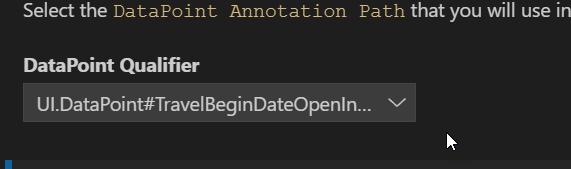 Select the DataPoint Annotation Path that you will use in
DataPoint Qualifier
UI.DataPoint#TravelBeginDateOpenIn...